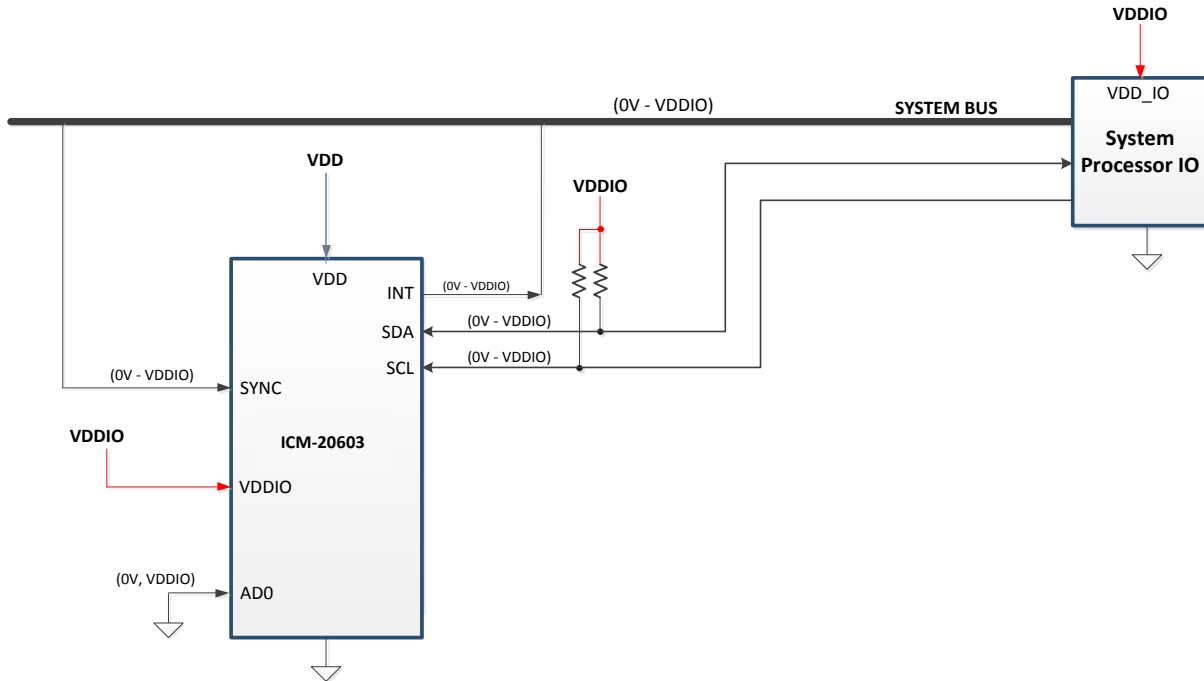 VDDIO
VDD_IO
(0V - VDDIO)
SYSTEM BUS
System
Processor IO
VDD
VDDIO
VDD
INT
(0V - VDDIO)
SDA
(0V - VDDIO)
SCL
(0V - VDDIO)
(0V - VDDIO)
SYNC
VDDIO
ICM-20603
VDDIO
(0V, VDDIO)
AD0